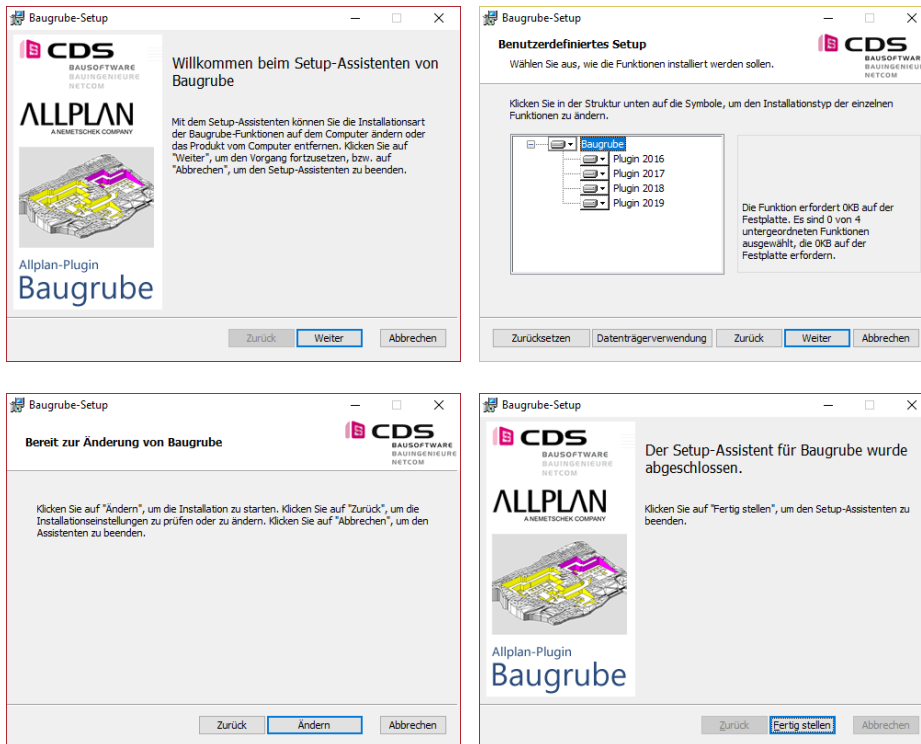 Baugrube-Setup
CDS
BAUSOFTWARE
BAUINGENIEURE
NETCOM
ALLPLAN
A NEMETSCHEK COMPANY
Allplan-Plugin
Baugrube
Willkommen beim Setup-Assistenten von
Baugrube
Mit dem Setup-Assistenten können Sie die Installationsart
der Baugrube-Funktionen auf dem Computer ändern oder
das Produkt vom Computer entfernen. Klicken Sie auf
"Weiter", um den Vorgang fortzusetzen, bzw. auf
"Abbrechen", um den Setup-Assistenten zu beenden.
Zurück Weiter Abbrechen
Baugrube-Setup
Benutzerdefiniertes Setup
Wählen Sie aus, wie die Funktionen installiert werden sollen.
CDS
BAUSOFTWAR
BAUINGENIEU
NETCOM
Klicken Sie in der Struktur unten auf die Symbole, um den Installationstyp der einzelnen
Funktionen zu ändern.
Baugrube
Plugin 2016
Plugin 2017
Plugin 2018
Plugin 2019
Die Funktion erfordert 0KB auf der
Festplatte. Es sind 0 von 4
untergeordneten Funktionen
ausgewählt, die 0KB auf der
Festplatte erfordern.
Zurücksetzen Datenträgerverwendung Zurück Weiter Abbrechen
Baugrube-Setup
Bereit zur Änderung von Baugrube
CDS
BAUSOFTWARE
BAUINGENIEURE
NETCOM
Klicken Sie auf "Ändern", um die Installation zu starten. Klicken Sie auf "Zurück", um die
Installationseinstellungen zu prüfen oder zu ändern. Klicken Sie auf "Abbrechen", um den
Assistenten zu beenden.
Zurück Ändern Abbrechen
Baugrube-Setup
CDS
BAUSOFTWARE
BAUINGENIEURE
NETCOM
ALLPLAN
A NEMETSCHEK COMPANY
Allplan-Plugin
Baugrube
Der Setup-Assistent für Baugrube wurde
abgeschlossen.
Klicken Sie auf "Fertig stellen", um den Setup-Assistenten zu
beenden.
Zurück Fertig stellen Abbrechen